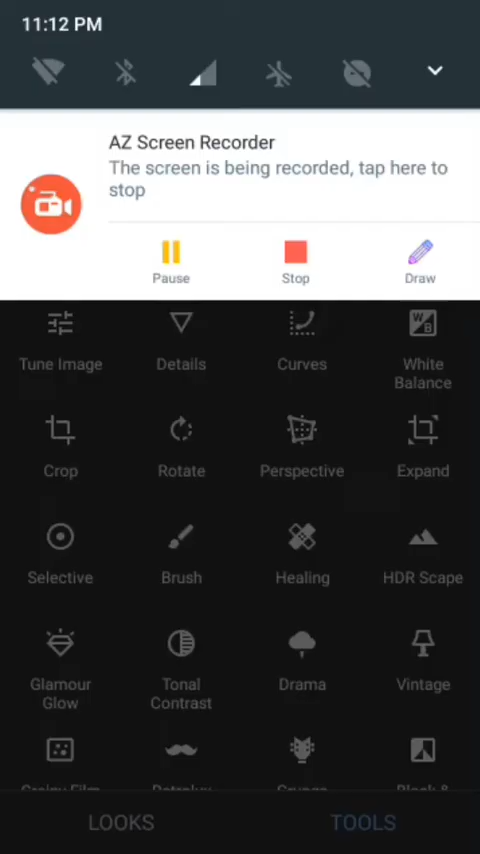 11:12 PM
AZ Screen Recorder
The screen is being recorded, tap here to
stop
Pause Stop Draw
Tune Image Details Curves White
Balance
Crop Rotate Perspective Expand
Selective Brush Healing HDR Scape
Glamour Tonal Drama Vintage
Glow Contrast
LOOKS TOOLS